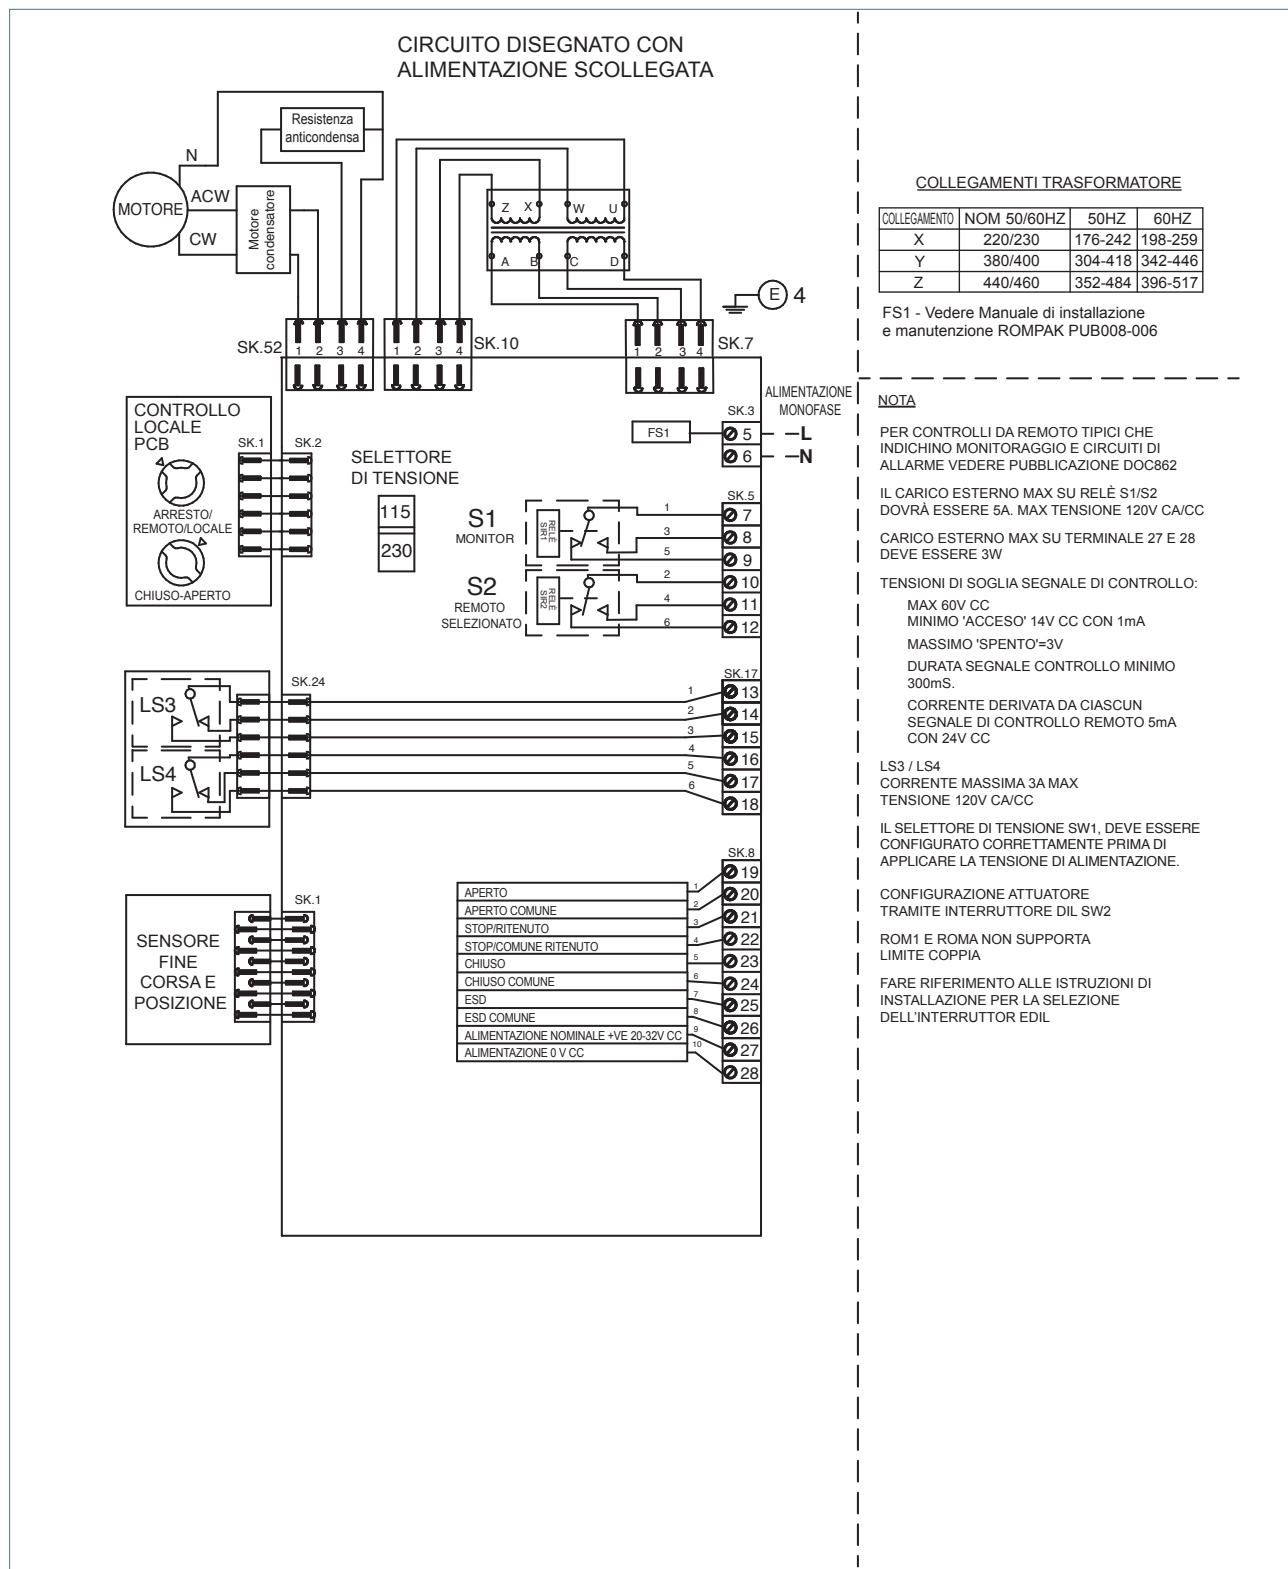 CIRCUITO DISEGNATO CON
ALIMENTAZIONE SCOLLEGATA
Resistenza
anticondensa
N
MOTORE
ACW
CW
Motore
condensatore
Z X W U
A B C D
E 4
SK.52
1 2 3 4
1 2 3 4
SK.10
1 2 3 4
SK.7
CONTROLLO
LOCALE
PCB
SK.1
SK.2
ARRESTO/
REMOTO/LOCALE
CHIUSO-APERTO
SELETTORE
DI TENSIONE
115
230
ALIMENTAZIONE
MONOFASE
SK.3
FS1
5
L
6
N
SK.5
S1
MONITOR
RELÈ
SIR1
1
7
3
8
5
9
S2
REMOTO
SELEZIONATO
RELÈ
SIR2
2
10
4
11
6
12
LS3
LS4
SK.24
SK.17
1
13
2
14
3
15
4
16
5
17
6
18
SENSORE
FINE
CORSA E
POSIZIONE
SK.1
SK.8
APERTO 1 19
APERTO COMUNE 2 20
STOP/RITENUTO 3 21
STOP/COMUNE RITENUTO 4 22
CHIUSO 5 23
CHIUSO COMUNE 6 24
ESD 7 25
ESD COMUNE 8 26
ALIMENTAZIONE NOMINALE +VE 20-32V CC 9 27
ALIMENTAZIONE 0 V CC 10 28
COLLEGAMENTI TRASFORMATORE
COLLEGAMENTO NOM 50/60HZ 50HZ 60HZ
X 220/230 176-242 198-259
Y 380/400 304-418 342-446
Z 440/460 352-484 396-517
FS1 - Vedere Manuale di installazione
e manutenzione ROMPAK PUB008-006
NOTA
PER CONTROLLI DA REMOTO TIPICI CHE
INDICHINO MONITORAGGIO E CIRCUITI DI
ALLARME VEDERE PUBBLICAZIONE DOC862
IL CARICO ESTERNO MAX SU RELÈ S1/S2
DOVRÀ ESSERE 5A. MAX TENSIONE 120V CA/CC
CARICO ESTERNO MAX SU TERMINALE 27 E 28
DEVE ESSERE 3W
TENSIONI DI SOGLIA SEGNALE DI CONTROLLO:
MAX 60V CC
MINIMO 'ACCESO' 14V CC CON 1mA
MASSIMO 'SPENTO'=3V
DURATA SEGNALE CONTROLLO MINIMO
300mS.
CORRENTE DERIVATA DA CIASCUN
SEGNALE DI CONTROLLO REMOTO 5mA
CON 24V CC
LS3 / LS4
CORRENTE MASSIMA 3A MAX
TENSIONE 120V CA/CC
IL SELETTORE DI TENSIONE SW1, DEVE ESSERE
CONFIGURATO CORRETTAMENTE PRIMA DI
APPLICARE LA TENSIONE DI ALIMENTAZIONE.
CONFIGURAZIONE ATTUATORE
TRAMITE INTERRUTTORE DIL SW2
ROM1 E ROMA NON SUPPORTA
LIMITE COPPIA
FARE RIFERIMENTO ALLE ISTRUZIONI DI
INSTALLAZIONE PER LA SELEZIONE
DELL'INTERRUTTOR EDIL